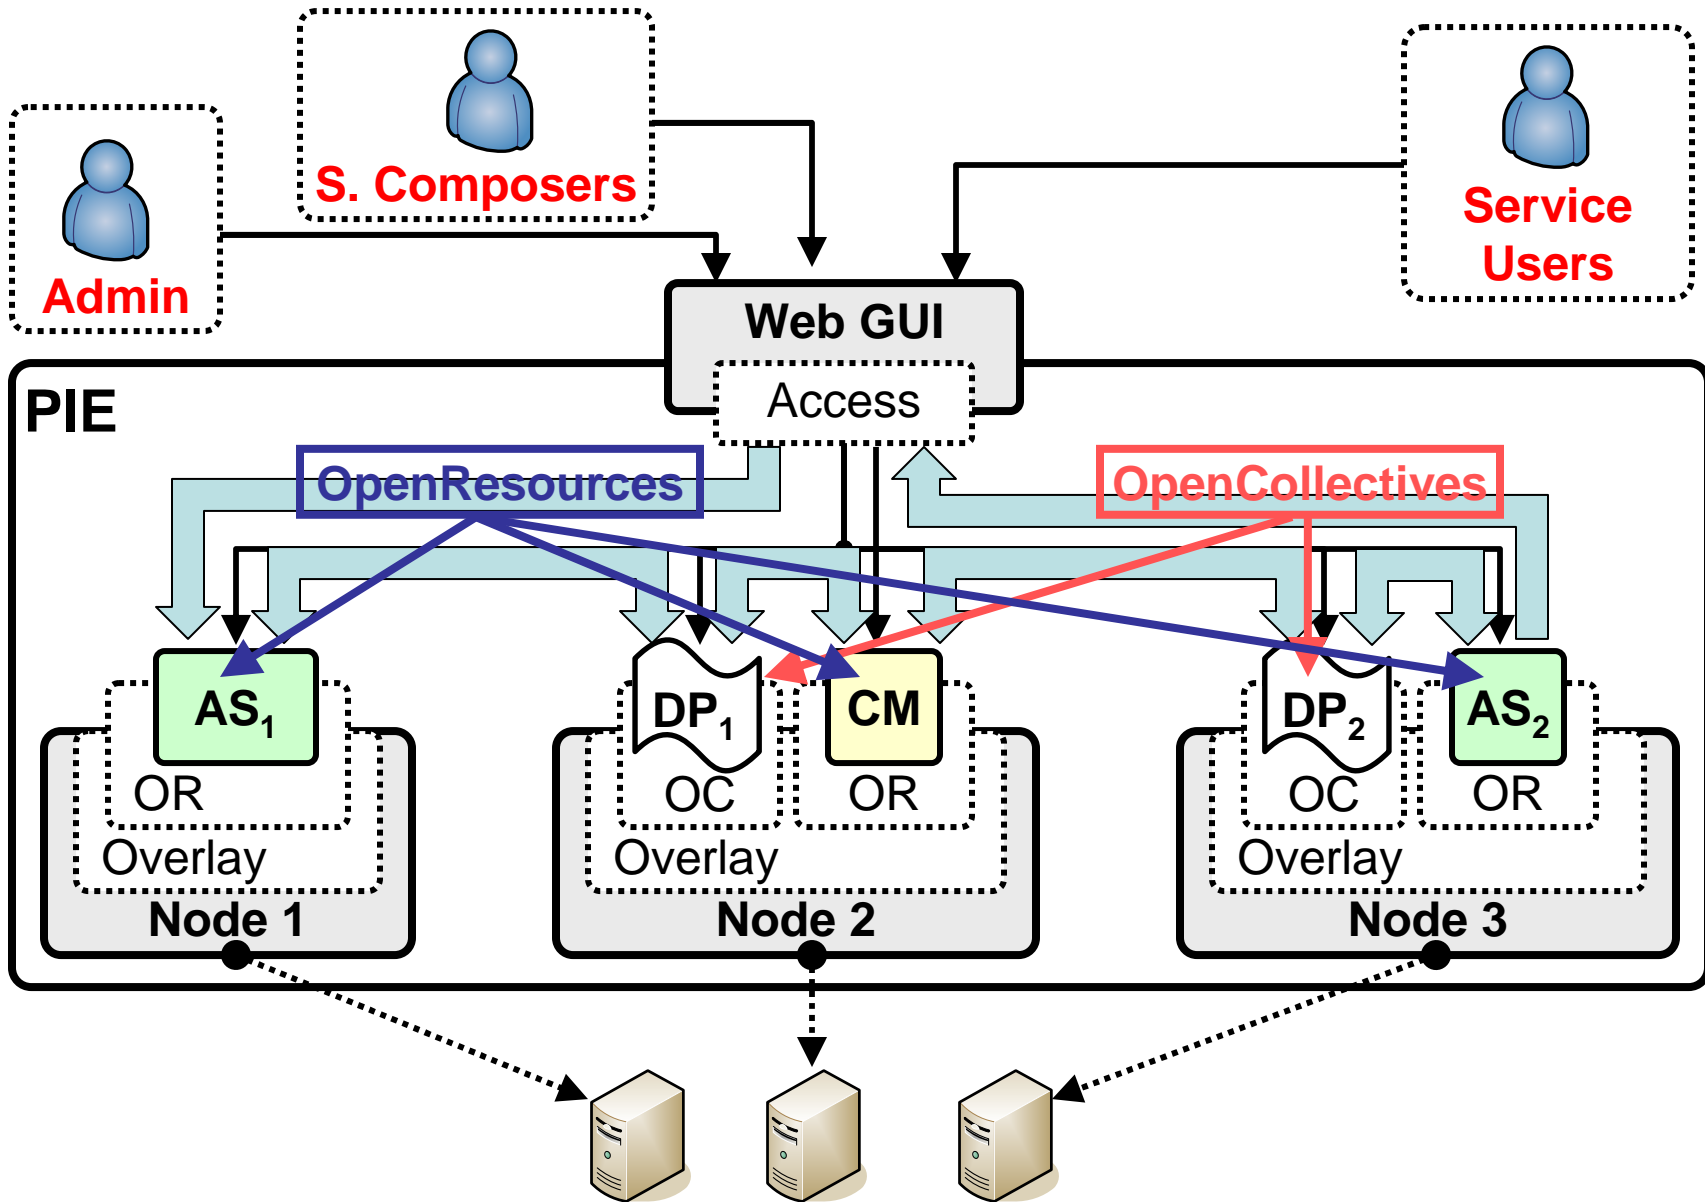 S. Composers
Service
Users
Admin
Web GUI
Access
PIE
OpenResources
OpenCollectives
AS1
DP1
CM
DP2
AS2
OR
OC
OR
OC
OR
Overlay
Overlay
Overlay
Node 1
Node 2
Node 3